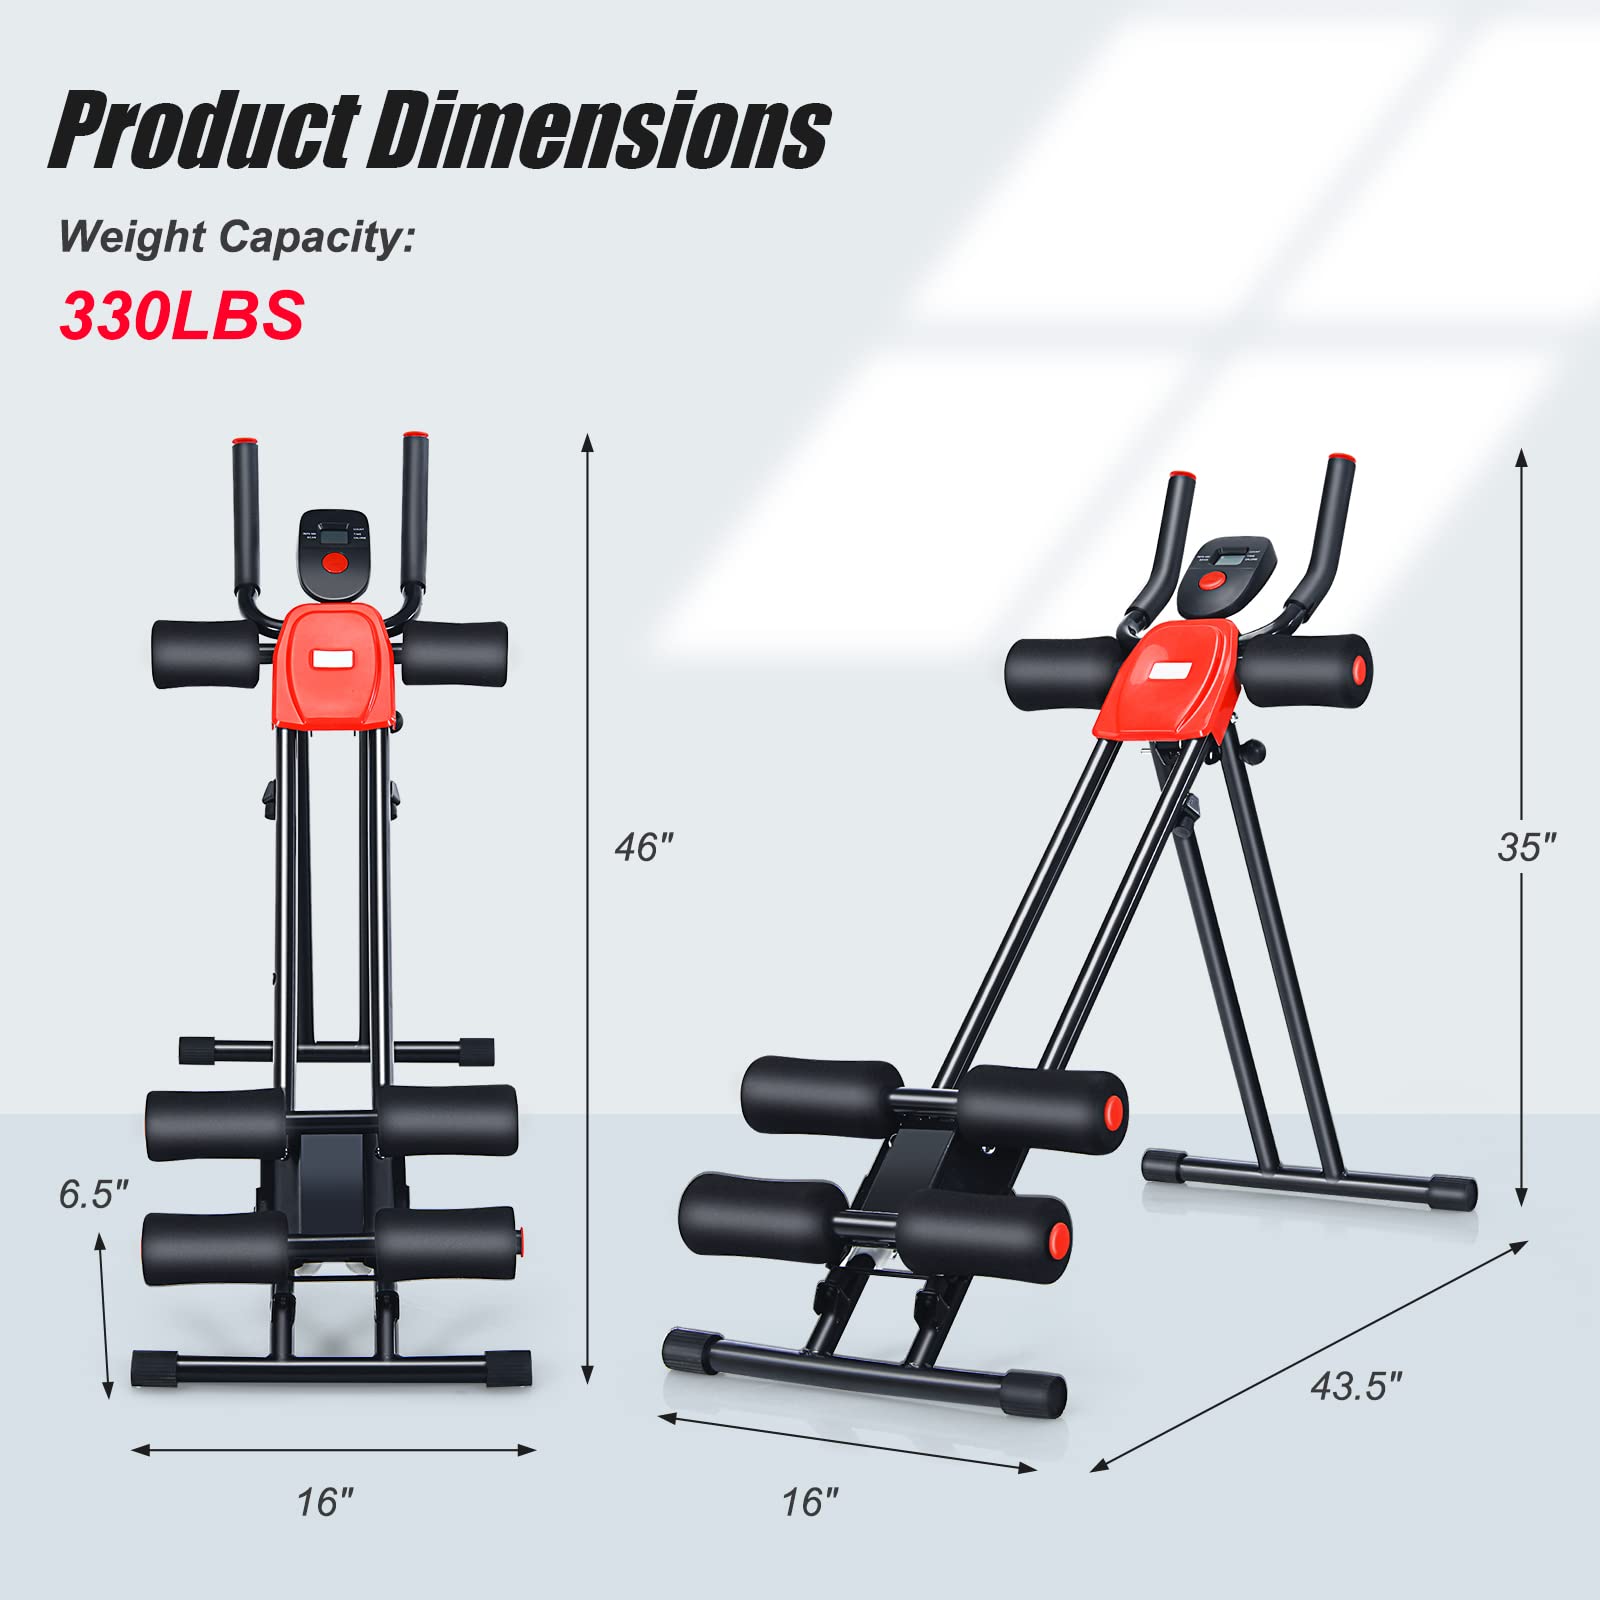 Product Dimensions
Weight Capacity:
330LBS
46"
35"
6.5"
43.5"
16"
16"